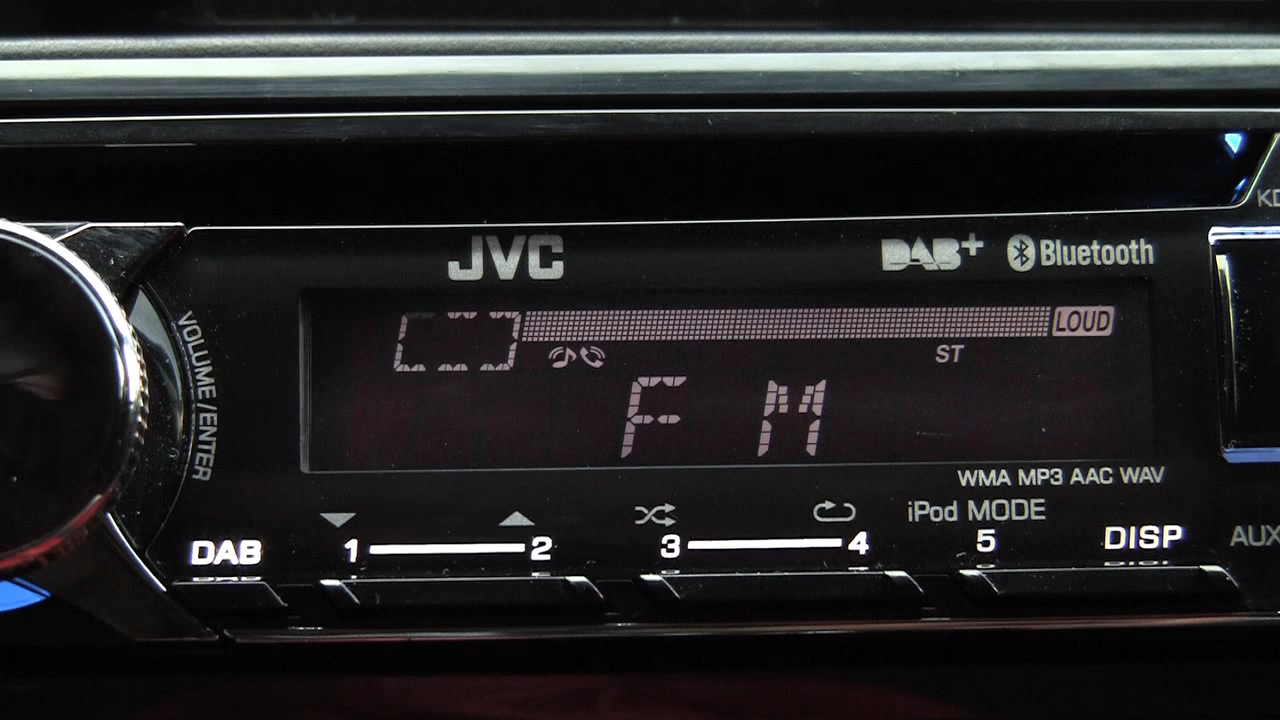 KD
JVC DAB+ Bluetooth
VOLUME/ENTER
LOUD
ST
F M
WMA MP3 AAC WAV
iPod MODE
DAB 1 2 3 4 5 DISP AUX